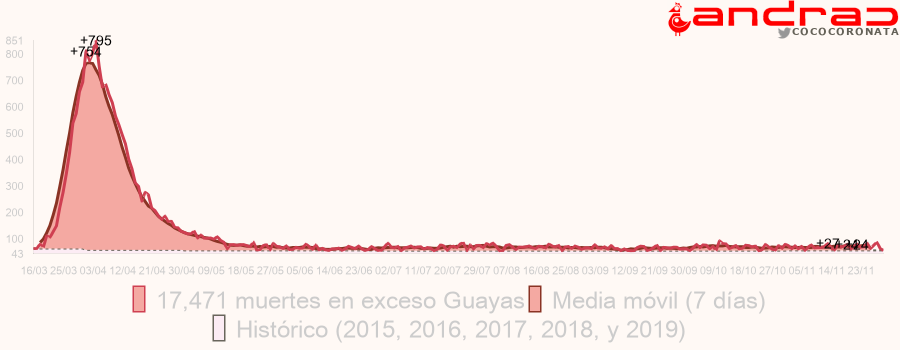 andrac
COCOCORONATA
+795
+754
851
800
700
600
500
400
300
200
100
43
+27
+24
16/03 25/03 03/04 12/04 21/04 30/04 09/05 18/05 27/05 05/06 14/06 23/06 02/07 11/07 20/07 29/07 07/08 16/08 25/08 03/09 12/09 21/09 30/09 09/10 18/10 27/10 05/11 14/11 23/11
17,471 muertes en exceso Guayas Media móvil (7 días)
Histórico (2015, 2016, 2017, 2018, y 2019)